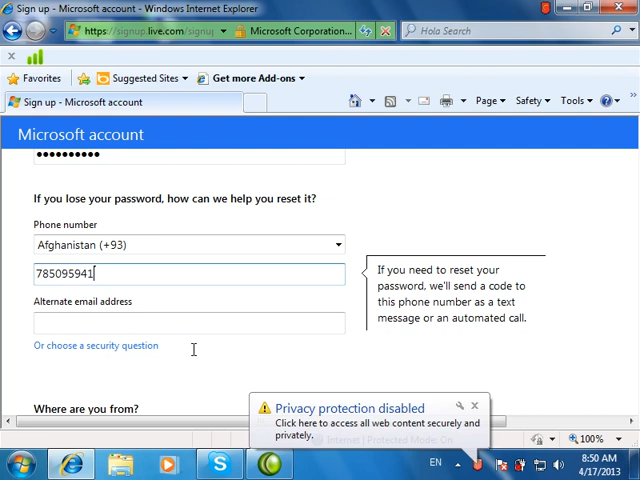 Sign up - Microsoft account - Windows Internet Explorer
https://signup.live.com/signup
Microsoft Corporation...
Hola Search
x
Favorites
Suggested Sites
Get more Add-ons
Sign up - Microsoft account
Page
Safety
Tools
Microsoft account
If you lose your password, how can we help you reset it?
Phone number
Afghanistan (+93)
785095941
If you need to reset your
password, we'll send a code to
this phone number as a text
message or an automated call.
Alternate email address
Or choose a security question
Where are you from?
Privacy protection disabled
Click here to access all web content securely and
privately.
Internet | Protected Mode: On
100%
EN
8:50 AM
4/17/2013